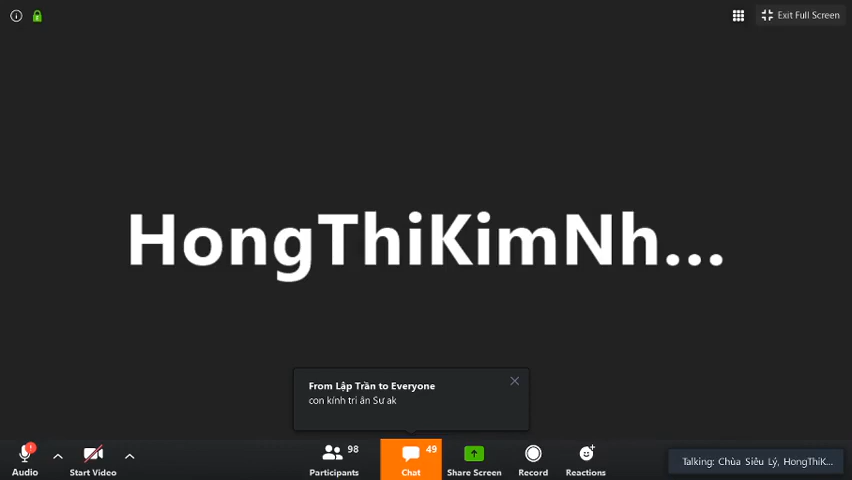 Exit Full Screen
HongThiKimNh...
From Lập Trần to Everyone
con kính tri ân Sư ak
98
49
Audio
Start Video
Participants
Chat
Share Screen
Record
Reactions
Talking: Chùa Siêu Lý, HongThiK...